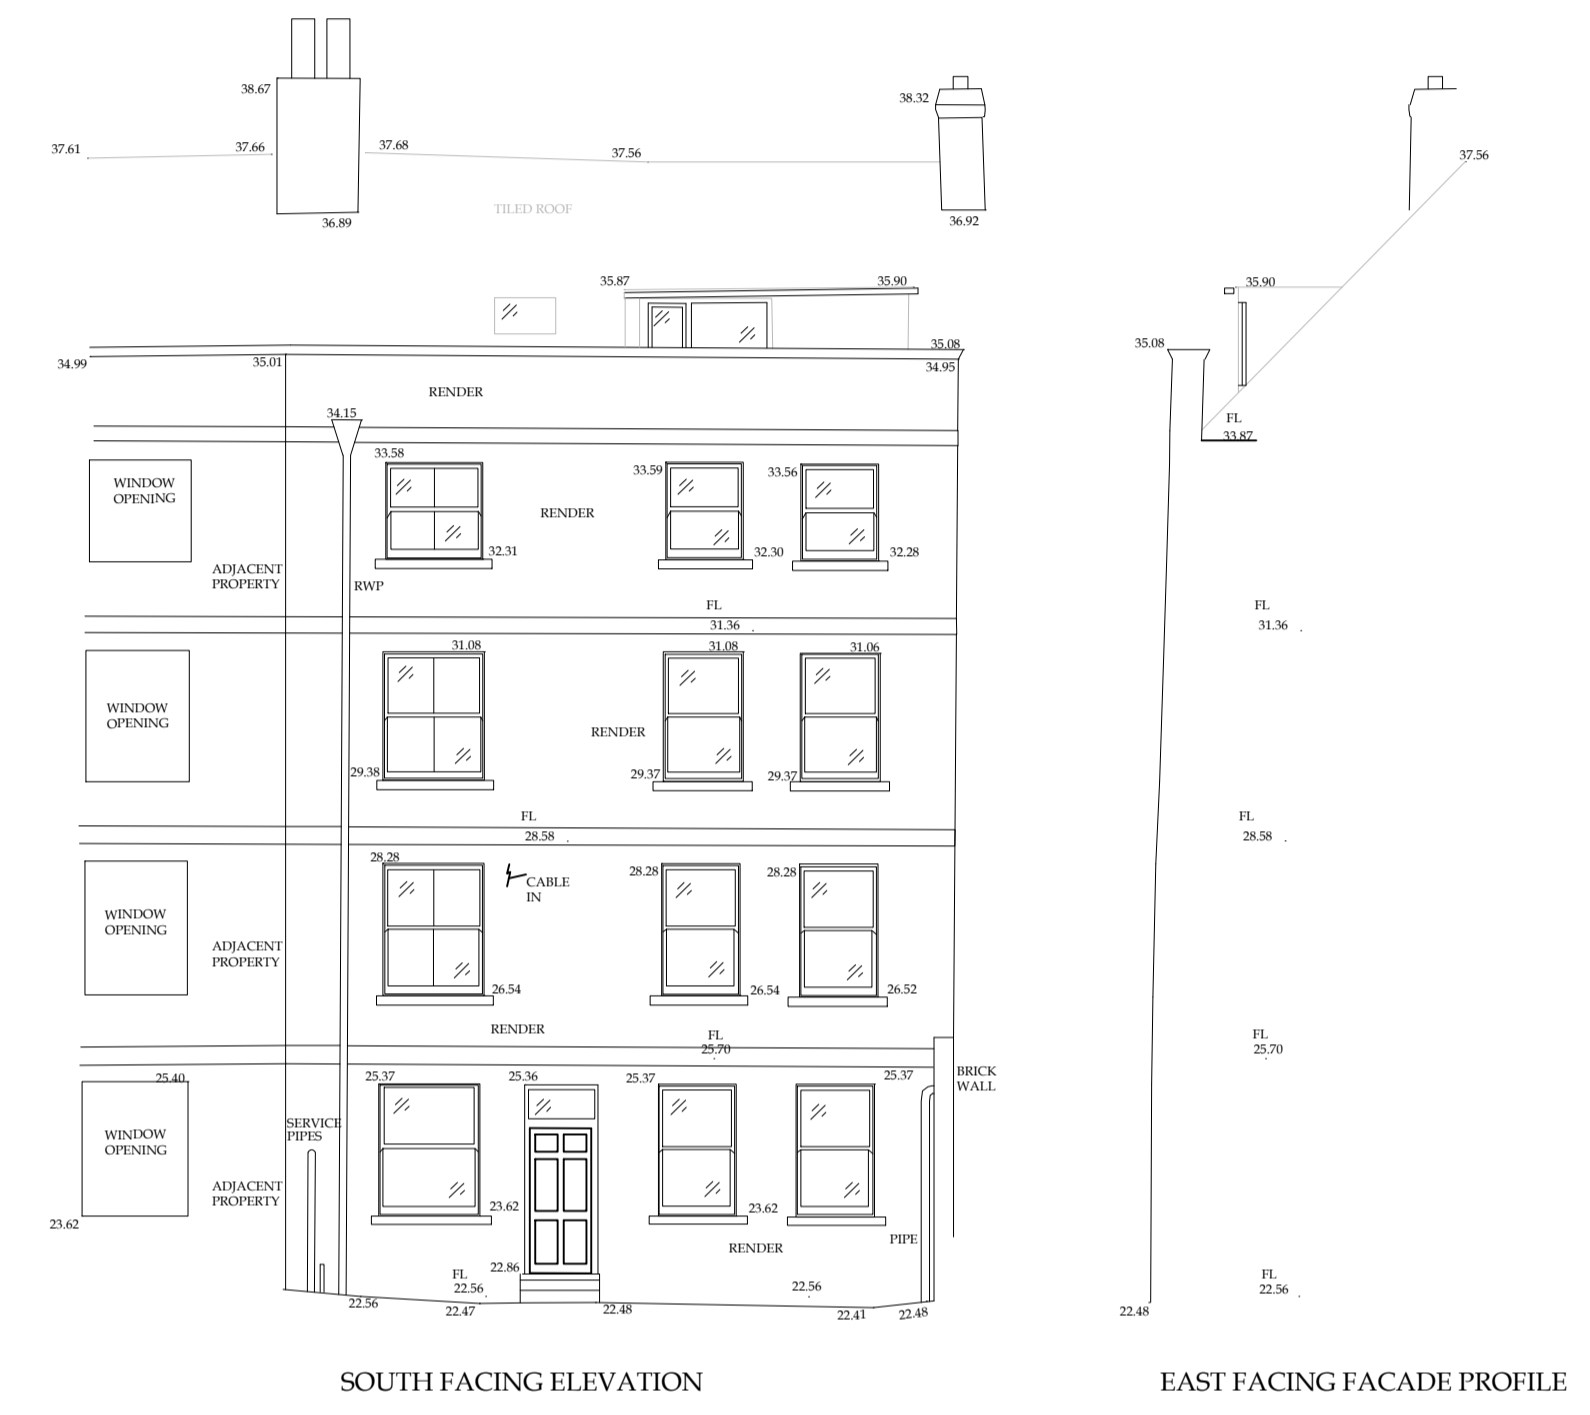 38.67
38.32
37.61
37.66
37.68
37.56
37.56
TILED ROOF
36.89
36.92
35.87
35.90
35.90
35.08
35.08
34.99
35.01
34.95
RENDER
34.15
FL
33.87
33.58
33.59
33.56
WINDOW
OPENING
RENDER
32.31
32.30
32.28
ADJACENT
PROPERTY
RWP
FL
31.36
FL
31.36
31.08
31.08
31.06
WINDOW
OPENING
RENDER
29.38
29.37
29.37
FL
28.58
FL
28.58
28.28
28.28
28.28
CABLE
IN
WINDOW
OPENING
ADJACENT
PROPERTY
26.54
26.54
26.52
RENDER
FL
25.70
FL
25.70
25.40
25.37
25.36
25.37
25.37
BRICK
WALL
SERVICE
PIPES
WINDOW
OPENING
ADJACENT
PROPERTY
23.62
23.62
23.62
RENDER
PIPE
22.86
FL
22.56
22.56
FL
22.56
22.56
22.47
22.48
22.41
22.48
22.48
SOUTH FACING ELEVATION
EAST FACING FACADE PROFILE